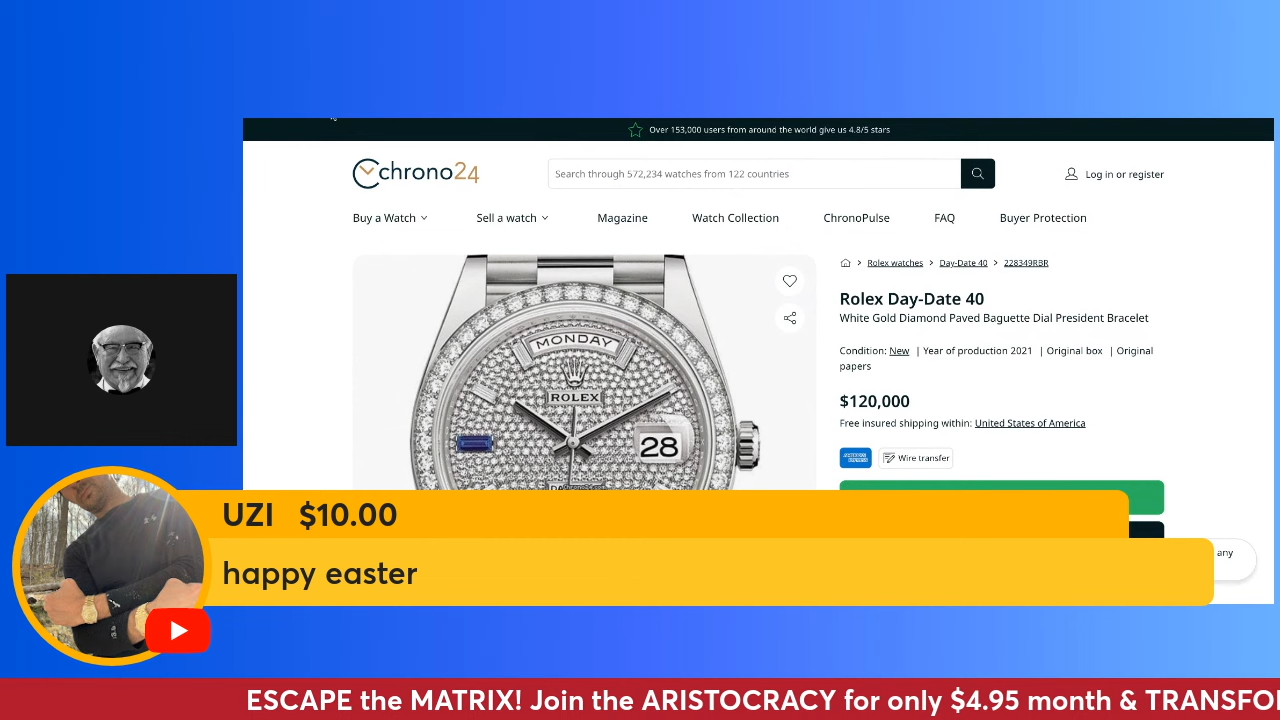 Over 153,000 users from around the world give us 4.8/5 stars
chrono24
Search through 572,234 watches from 122 countries
Log in or register
Buy a Watch
Sell a watch
Magazine
Watch Collection
ChronoPulse
FAQ
Buyer Protection
Rolex watches > Day-Date 40 > 228349RBR
Rolex Day-Date 40
White Gold Diamond Paved Baguette Dial President Bracelet
Condition: New | Year of production 2021 | Original box | Original
papers
$120,000
Free insured shipping within: United States of America
Wire transfer
MONDAY
ROLEX
28
any
UZI $10.00
happy easter
ESCAPE the MATRIX! Join the ARISTOCRACY for only $4.95 month & TRANSFO